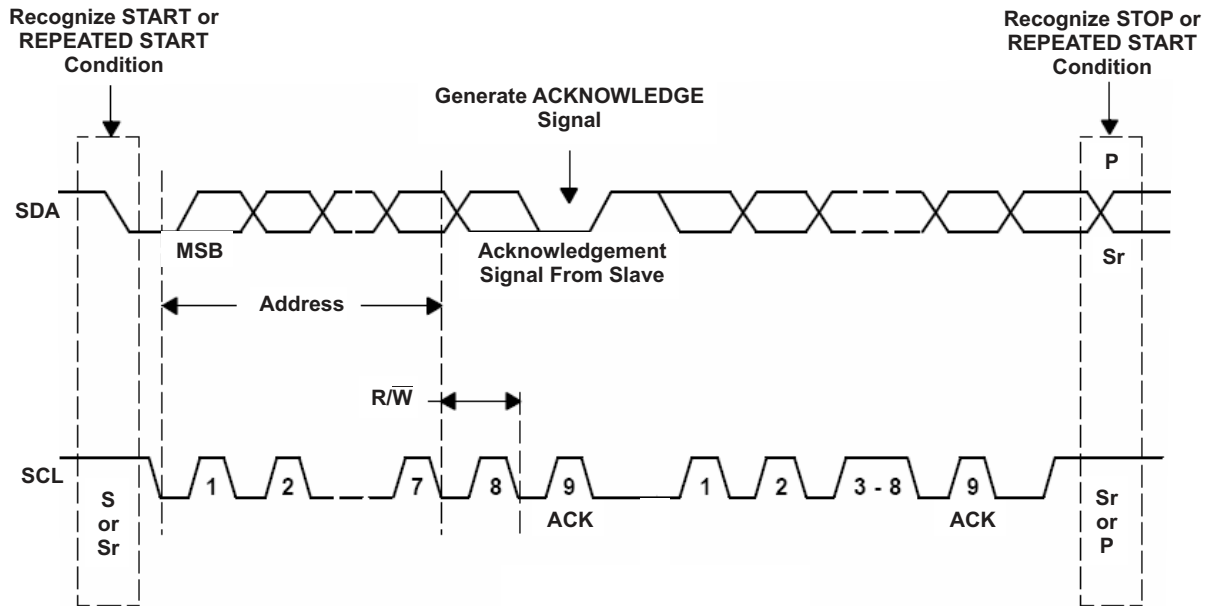 Recognize START or
REPEATED START
Condition
Recognize STOP or
REPEATED START
Condition
Generate ACKNOWLEDGE
Signal
P
SDA
MSB
Acknowledgement
Signal From Slave
Sr
Address
R/W̅
SCL
1
2
7
8
9
1
2
3 - 8
9
ACK
ACK
S
or
Sr
Sr
or
P